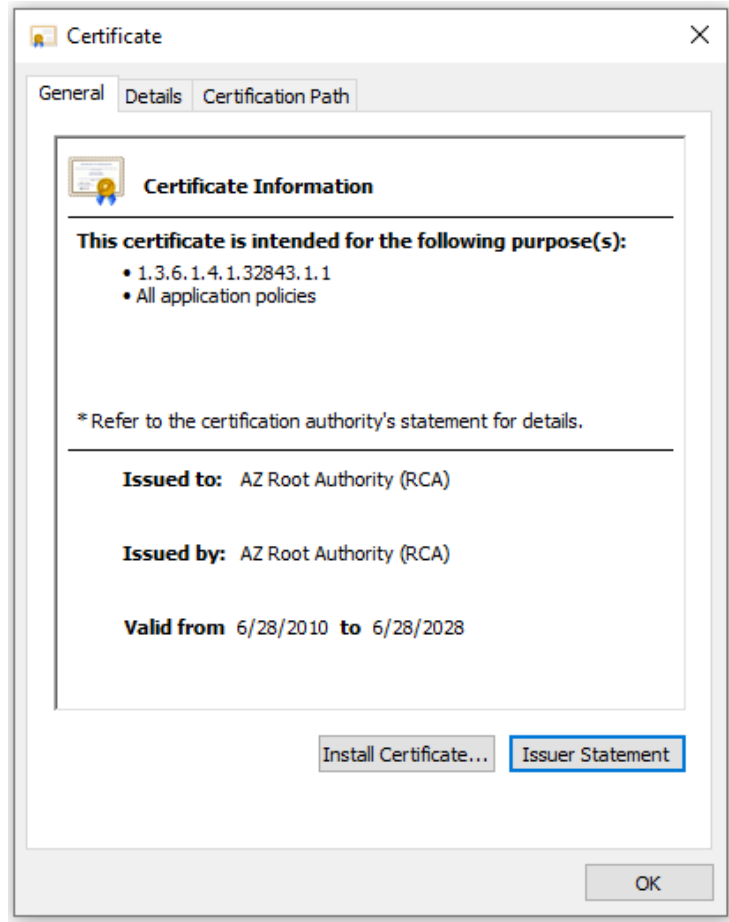 Certificate
General Details Certification Path
Certificate Information
This certificate is intended for the following purpose(s):
• 1.3.6.1.4.1.32843.1.1
• All application policies
* Refer to the certification authority's statement for details.
Issued to: AZ Root Authority (RCA)
Issued by: AZ Root Authority (RCA)
Valid from 6/28/2010 to 6/28/2028
Install Certificate... Issuer Statement
OK